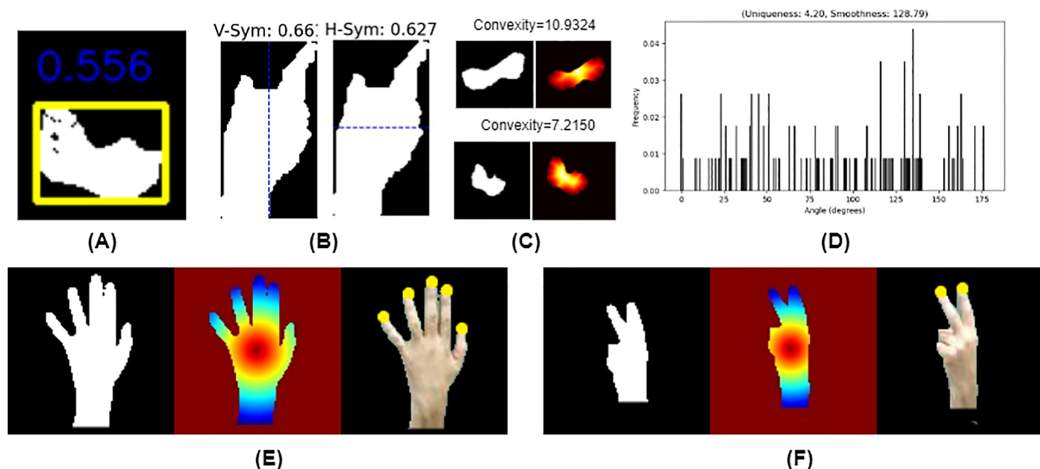 0.556
V-Sym: 0.66 H-Sym: 0.627
Convexity=10.9324
Convexity=7.2150
(Uniqueness: 4.20, Smoothness: 128.79)
Frequency
0.04
0.03
0.02
0.01
0.00
0 25 50 75 100 125 150 175
Angle (degrees)
(A) (B) (C) (D)
(E) (F)